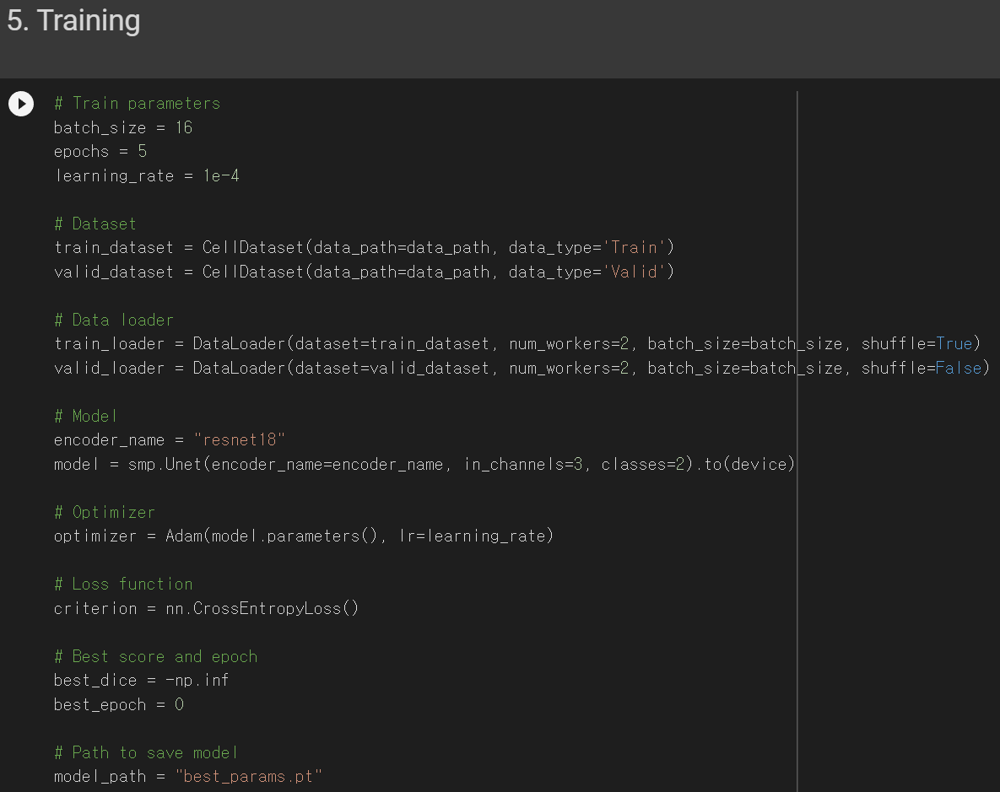 5. Training
# Train parameters
batch_size = 16
epochs = 5
learning_rate = 1e-4
# Dataset
train_dataset = CellDataset(data_path=data_path, data_type='Train')
valid_dataset = CellDataset(data_path=data_path, data_type='Valid')
# Data loader
train_loader = DataLoader(dataset=train_dataset, num_workers=2, batch_size=batch_size, shuffle=True)
valid_loader = DataLoader(dataset=valid_dataset, num_workers=2, batch_size=batch_size, shuffle=False)
# Model
encoder_name = "resnet18"
model = smp.Unet(encoder_name=encoder_name, in_channels=3, classes=2).to(device)
# Optimizer
optimizer = Adam(model.parameters(), lr=learning_rate)
# Loss function
criterion = nn.CrossEntropyLoss()
# Best score and epoch
best_dice = -np.inf
best_epoch = 0
# Path to save model
model_path = "best_params.pt"